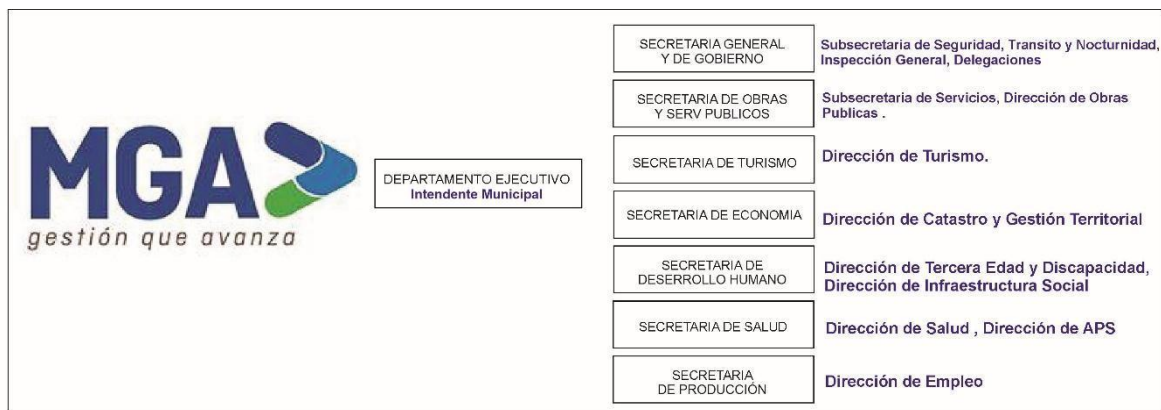 MGA
gestión que avanza
DEPARTAMENTO EJECUTIVO
Intendente Municipal
SECRETARIA GENERAL
Y DE GOBIERNO
Subsecretaria de Seguridad, Transito y Nocturnidad,
Inspección General, Delegaciones
SECRETARIA DE OBRAS
Y SERV PUBLICOS
Subsecretaria de Servicios, Dirección de Obras
Publicas .
SECRETARIA DE TURISMO
Dirección de Turismo.
SECRETARIA DE ECONOMIA
Dirección de Catastro y Gestión Territorial
SECRETARIA DE
DESERROLLO HUMANO
Dirección de Tercera Edad y Discapacidad,
Dirección de Infraestructura Social
SECRETARIA DE SALUD
Dirección de Salud , Dirección de APS
SECRETARIA
DE PRODUCCIÓN
Dirección de Empleo